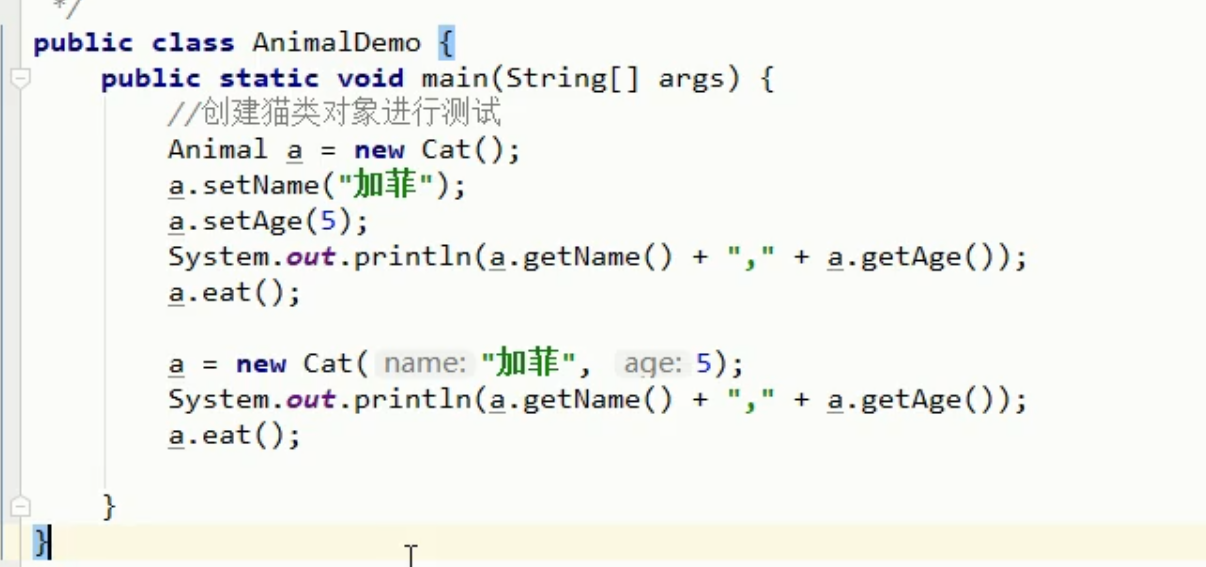 */
public class AnimalDemo {
public static void main(String[] args) {
//创建猫类对象进行测试
Animal a = new Cat();
a.setName("加菲");
a.setAge(5);
System.out.println(a.getName() + "," + a.getAge());
a.eat();
a = new Cat( name: "加菲", age: 5);
System.out.println(a.getName() + "," + a.getAge());
a.eat();
}
}